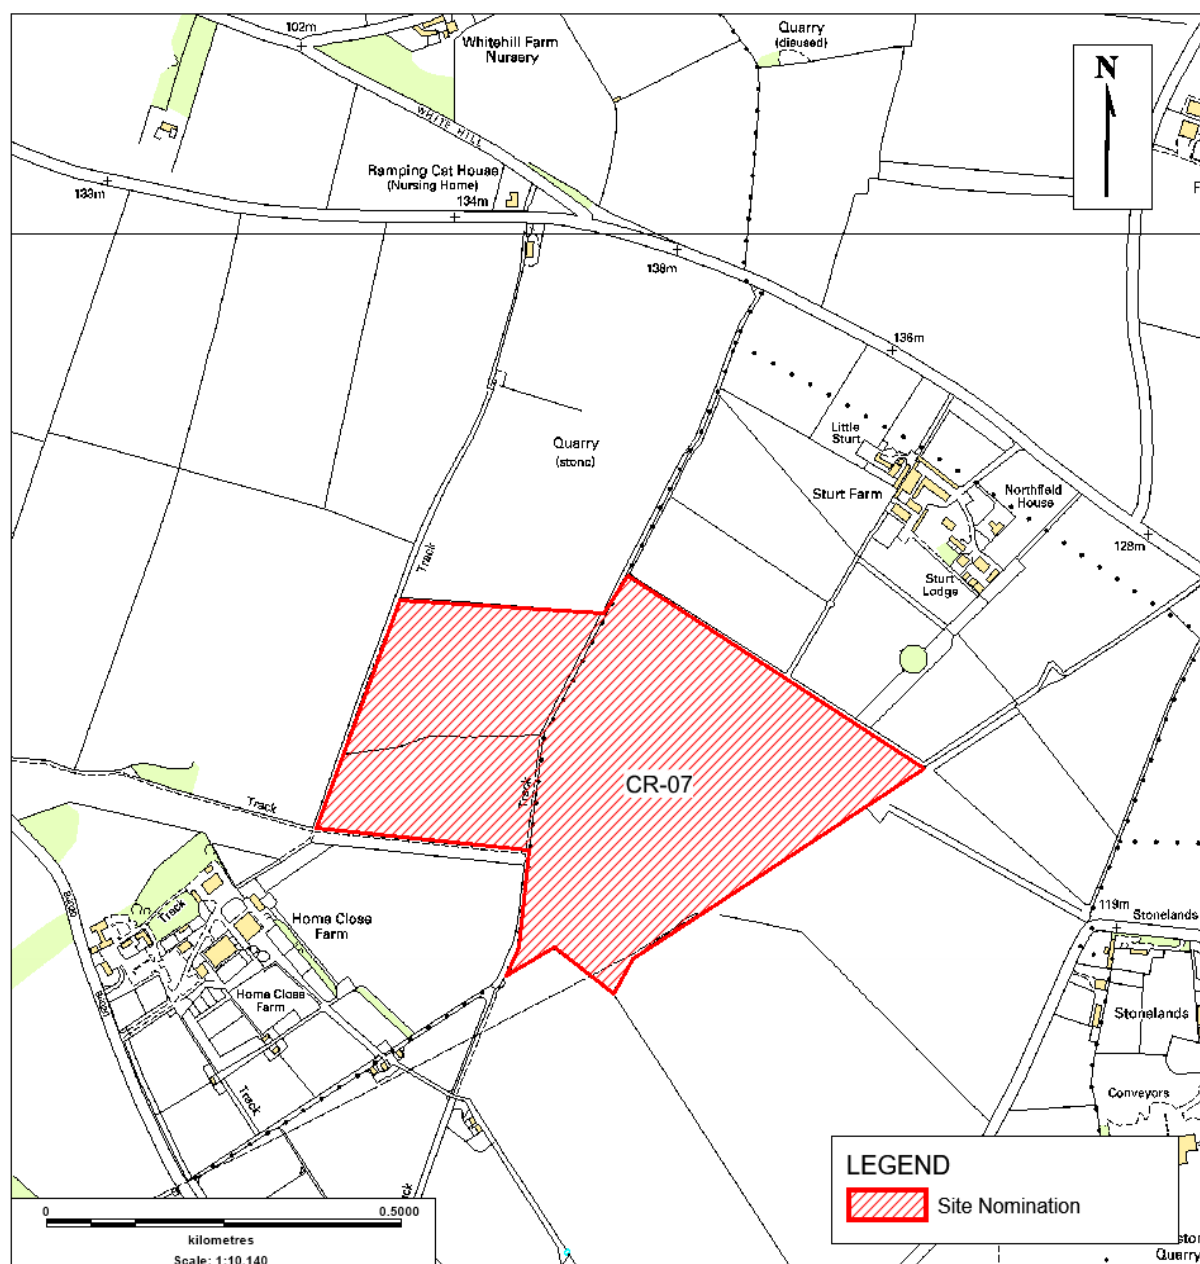 102m
Whitehill Farm
Nursery
Quarry
(disused)
N
WHITE HILL
Ramping Cat House
(Nursing Home)
133m
134m
138m
136m
Quarry
(stone)
Little
Sturt
Sturt Farm
Northfield
House
128m
Sturt
Lodge
Track
CR-07
Track
Track
119m
Stonelands
Home Close
Farm
Track
Stonelands
Home Close
Farm
Conveyors
Track
LEGEND
Site Nomination
0 0.5000
kilometres
Scale: 1:10,140
Quarry